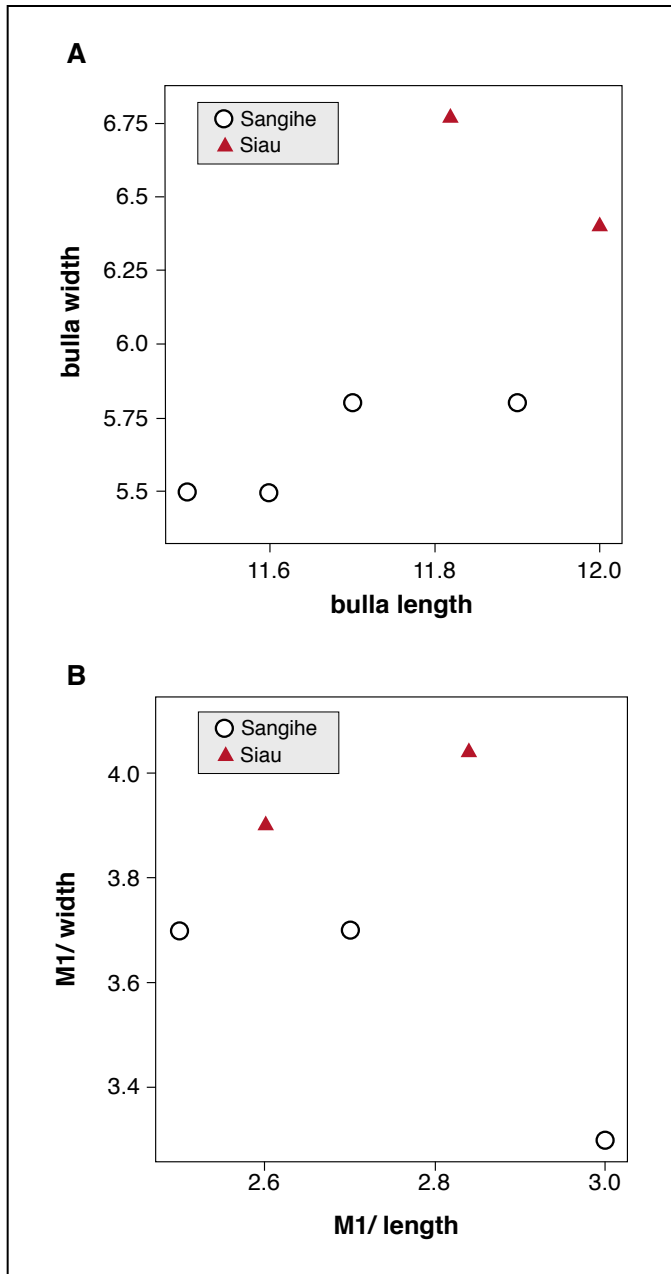 A
Sangihe
Siau
6.75
6.5
6.25
6.0
5.75
5.5
bulla width
11.6 11.8 12.0
bulla length
B
Sangihe
Siau
4.0
3.8
3.6
3.4
M1/ width
2.6 2.8 3.0
M1/ length